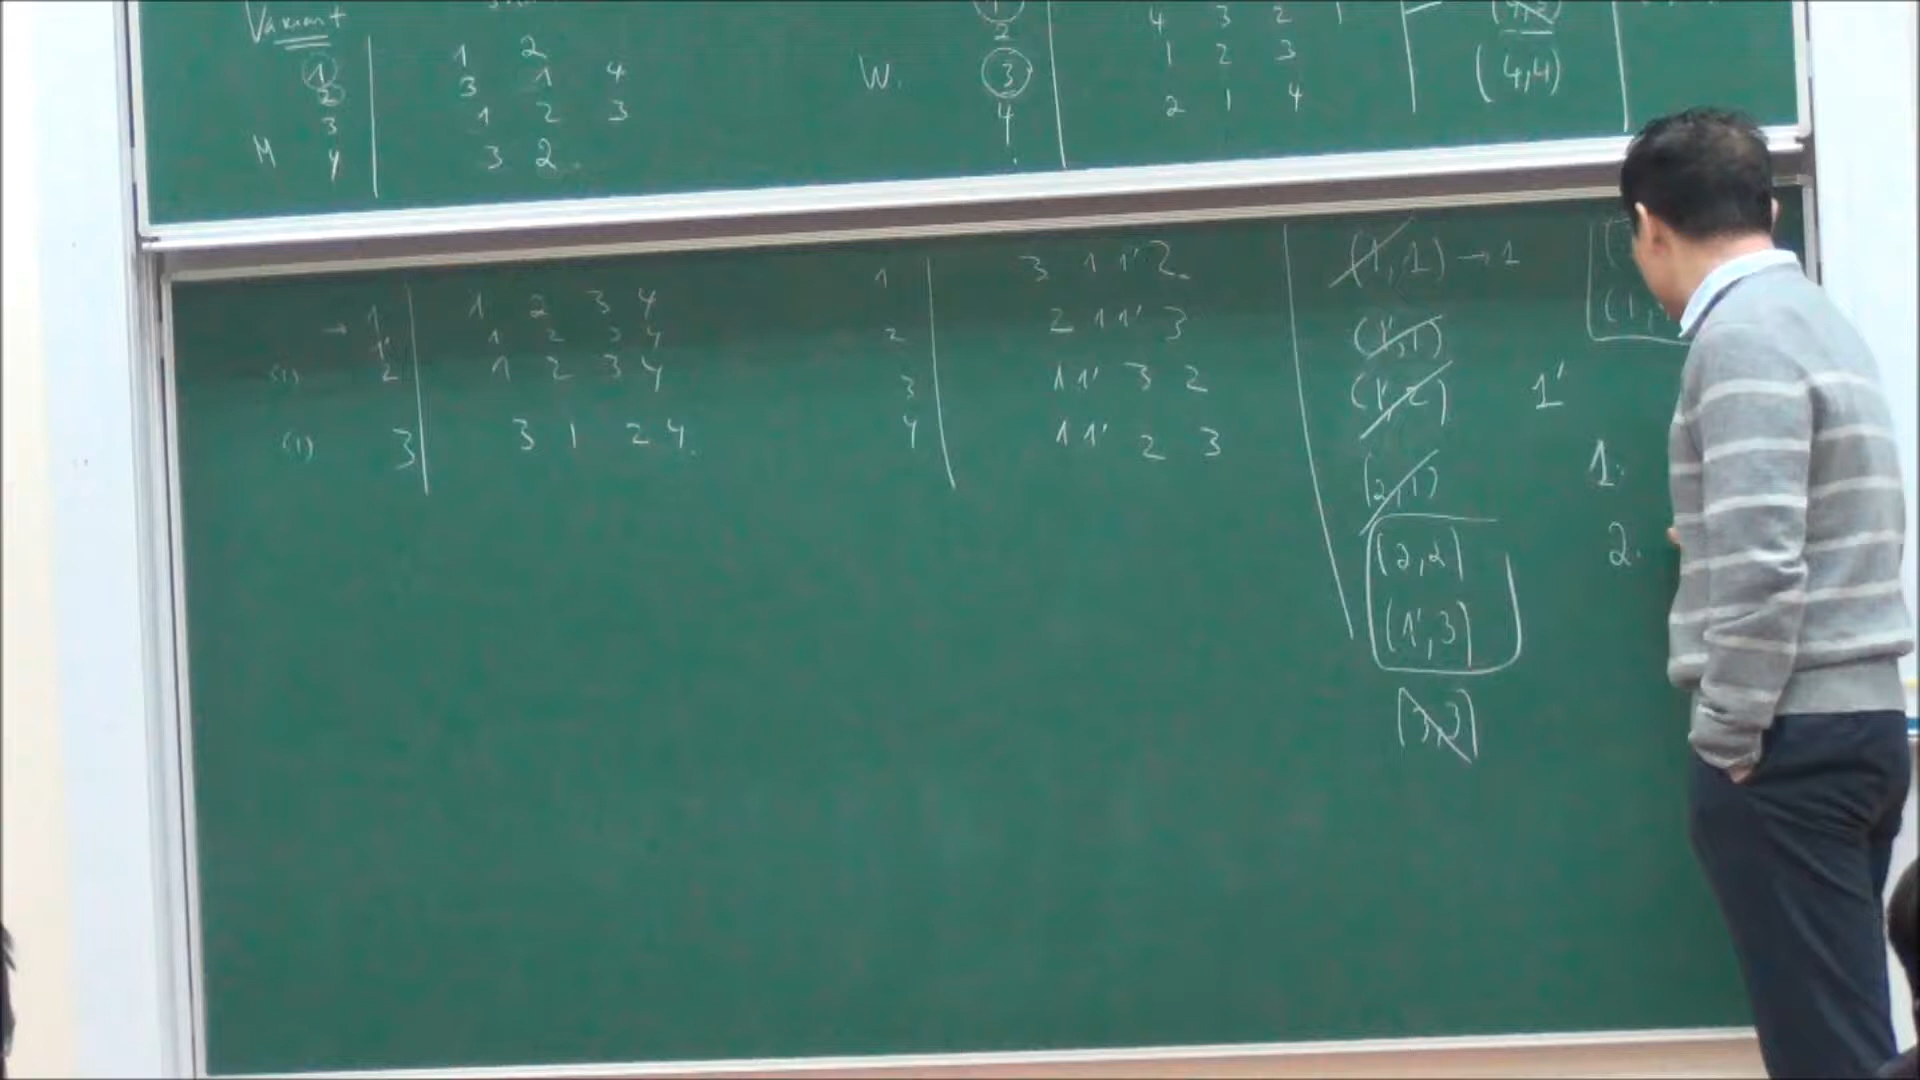 Variant
1 1 2
2 3 1 4
3 1 2 3
M 4 3 2
4 3 2 1
2 1 2 3
W. 3 (4,4)
4 2 1 4
→ 1 1 2 3 4
1' 1 2 3 4
(1) 2 1 2 3 4
(1) 3 3 1 2 4.
1 3 1 1' 2
2 2 1 1' 3
3 1 1' 3 2
4 1 1' 2 3
(1,1) → 1
(1',1)
(1',2)
(2,1)
(2,2)
(1',3)
(3,3)
1'
1.
2.